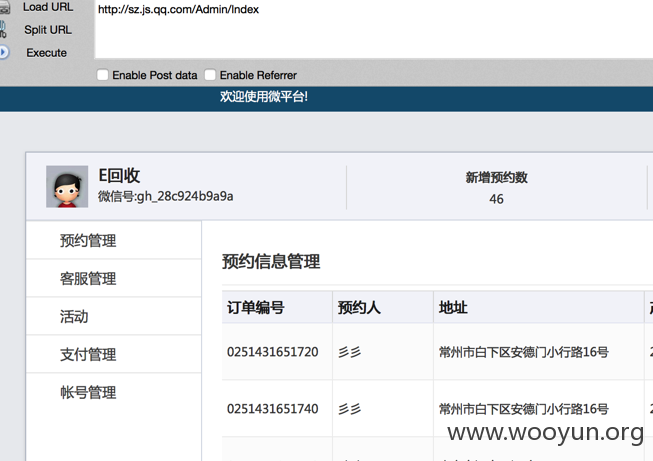 Load URL
http://sz.js.qq.com/Admin/Index
Split URL
Execute
Enable Post data
Enable Referrer
欢迎使用微平台!
E回收
微信号:gh_28c924b9a9a
新增预约数
46
预约管理
客服管理
活动
支付管理
帐号管理
预约信息管理
订单编号 预约人 地址
0251431651720 彡彡 常州市白下区安德门小行路16号
0251431651740 彡彡 常州市白下区安德门小行路16号
www.wooyun.org